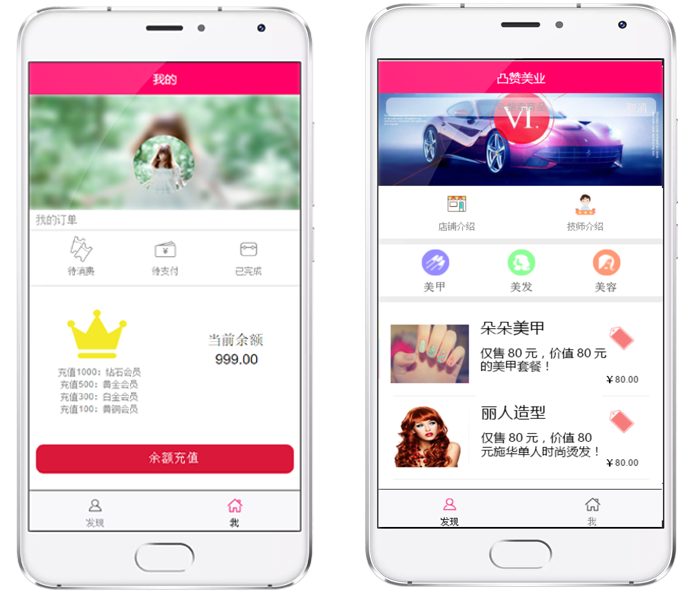 我的
我的订单
待消费
待支付
已完成
当前余额
999.00
充值1000：钻石会员
充值500：黄金会员
充值300：白金会员
充值100：黄铜会员
余额充值
发现
我
凸赞美业
VI.
店铺介绍
技师介绍
美甲
美发
美容
朵朵美甲
仅售 80 元，价值 80 元
的美甲套餐！
￥80.00
丽人造型
仅售 80 元，价值 80
元施华单人时尚烫发！
￥80.00
发现
我